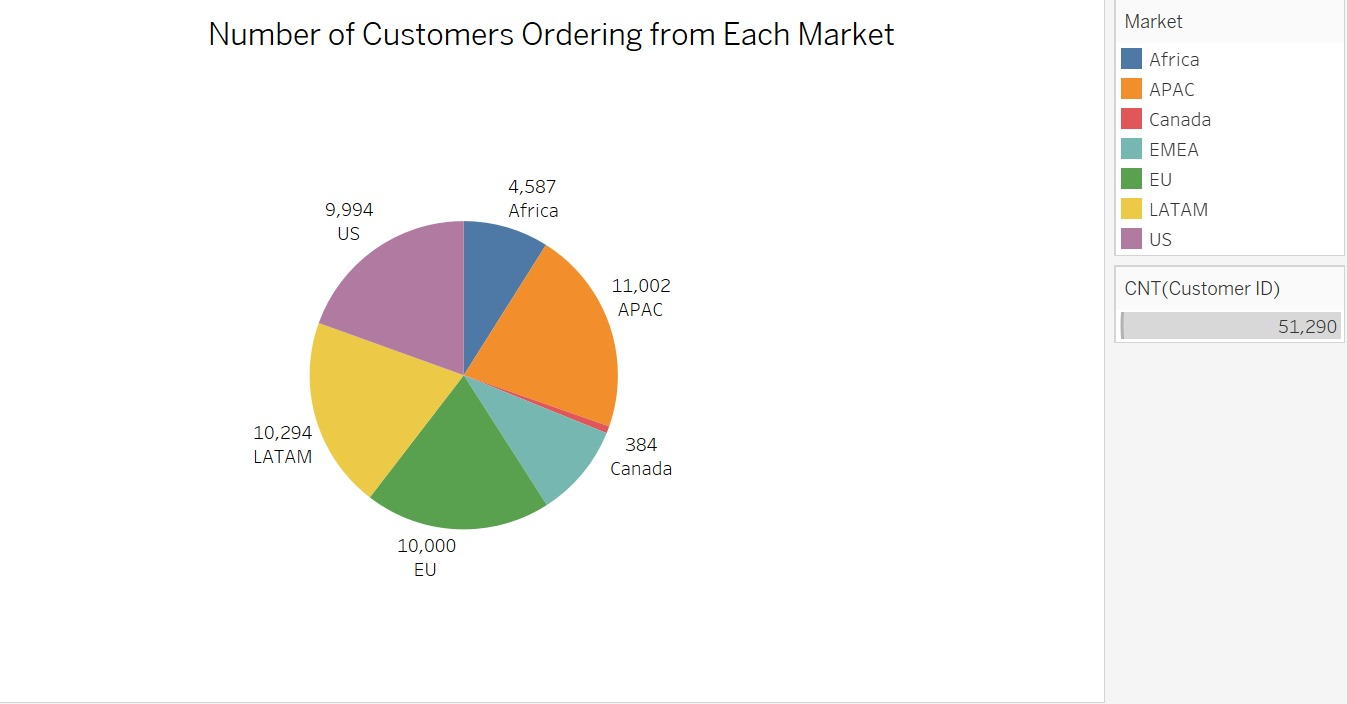 Number of Customers Ordering from Each Market
4,587
Africa
11,002
APAC
384
Canada
10,000
EU
10,294
LATAM
9,994
US
Market
Africa
APAC
Canada
EMEA
EU
LATAM
US
CNT(Customer ID)
51,290